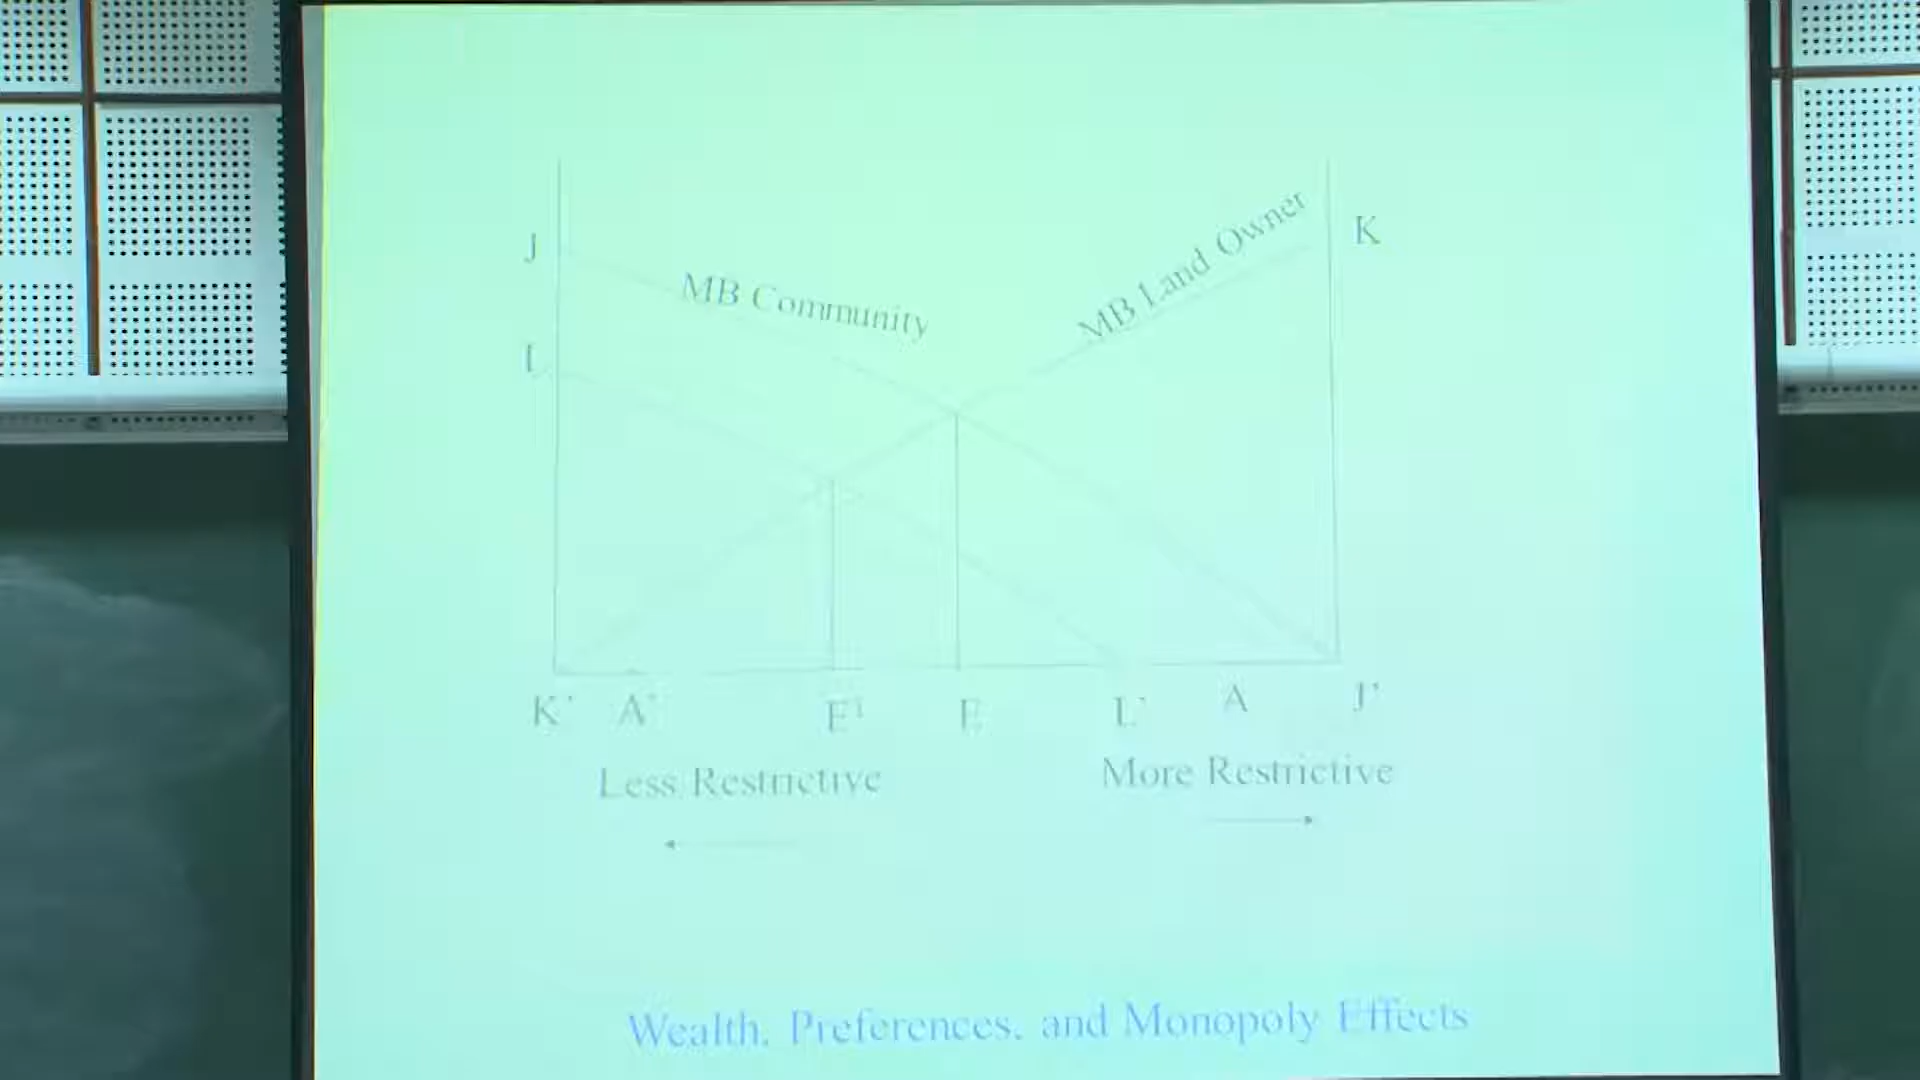 J
K
MB Community
MB Land Owner
L
K' A' E¹ E L' A J'
Less Restrictive
More Restrictive
Wealth, Preferences, and Monopoly Effects